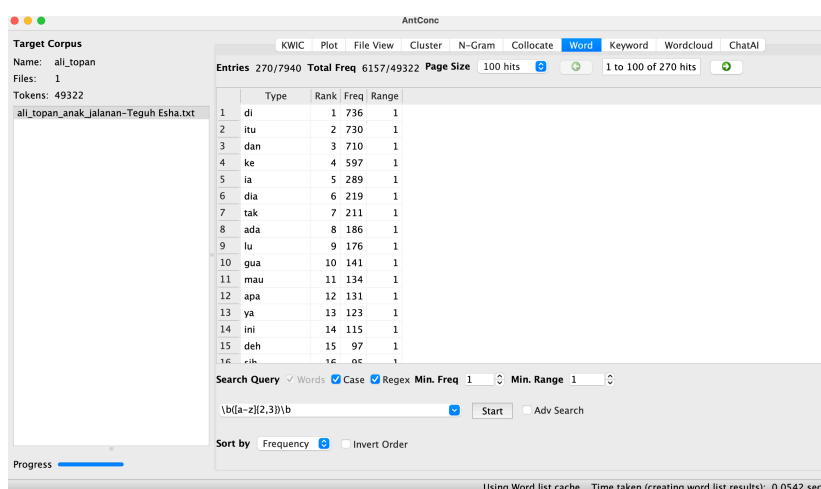 AntConc
Target Corpus
Name: ali_topan
Files: 1
Tokens: 49322
ali_topan_anak_jalanan-Teguh Esha.txt
Progress
KWIC Plot File View Cluster N-Gram Collocate Word Keyword Wordcloud ChatAI
Entries 270/7940 Total Freq 6157/49322 Page Size 100 hits 1 to 100 of 270 hits
Type Rank Freq Range
1 di 1 736 1
2 itu 2 730 1
3 dan 3 710 1
4 ke 4 597 1
5 ia 5 289 1
6 dia 6 219 1
7 tak 7 211 1
8 ada 8 186 1
9 lu 9 176 1
10 gua 10 141 1
11 mau 11 134 1
12 apa 12 131 1
13 ya 13 123 1
14 ini 14 115 1
15 deh 15 97 1
16 sih 16 95 1
Search Query Words Case Regex Min. Freq 1 Min. Range 1
\b([a-z]{2,3})\b Start Adv Search
Sort by Frequency Invert Order
Using Word list cache Time taken (creating word list results): 0.0542 sec